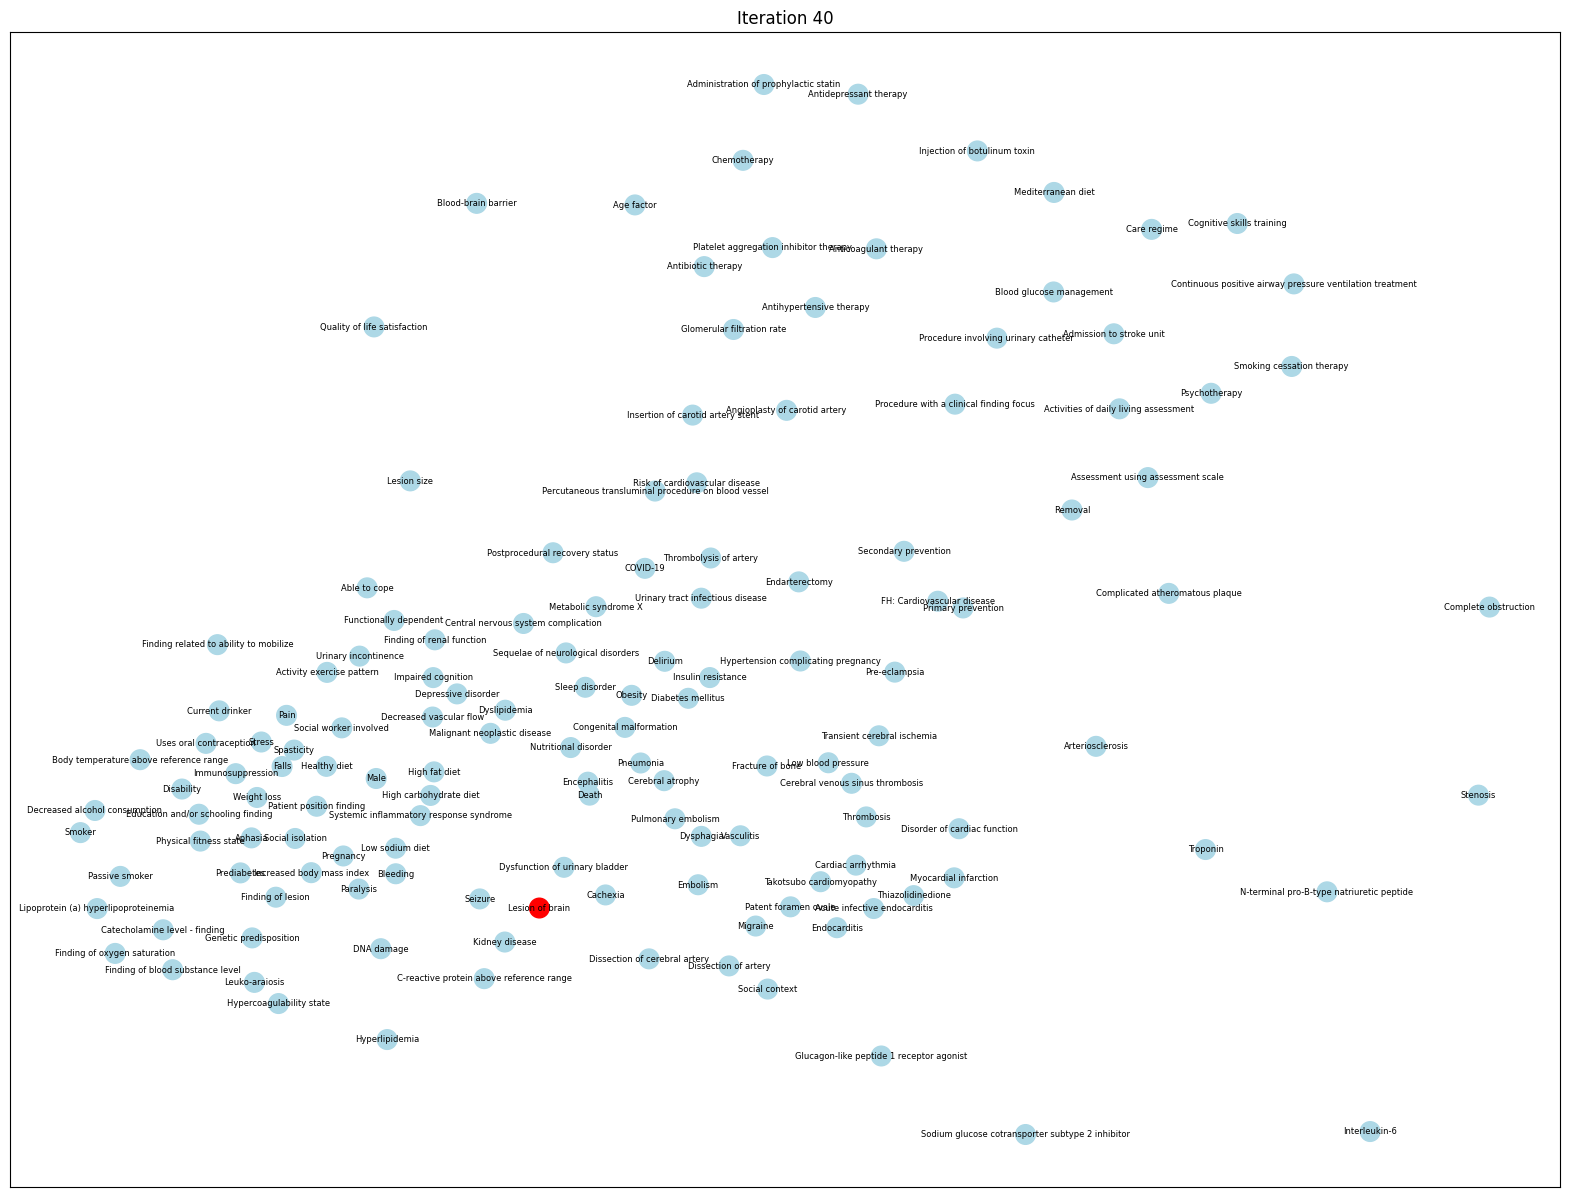 Iteration 40
Administration of prophylactic statin
Antidepressant therapy
Injection of botulinum toxin
Chemotherapy
Mediterranean diet
Blood-brain barrier
Age factor
Cognitive skills training
Care regime
Platelet aggregation inhibitor therapy
Anticoagulant therapy
Antibiotic therapy
Continuous positive airway pressure ventilation treatment
Blood glucose management
Antihypertensive therapy
Quality of life satisfaction
Glomerular filtration rate
Procedure involving urinary catheter
Admission to stroke unit
Smoking cessation therapy
Psychotherapy
Procedure with a clinical finding focus
Activities of daily living assessment
Angioplasty of carotid artery
Insertion of carotid artery stent
Assessment using assessment scale
Lesion size
Risk of cardiovascular disease
Percutaneous transluminal procedure on blood vessel
Removal
Postprocedural recovery status
Secondary prevention
Thrombolysis of artery
COVID-19
Endarterectomy
Able to cope
Complicated atheromatous plaque
Urinary tract infectious disease
FH: Cardiovascular disease
Primary prevention
Metabolic syndrome X
Complete obstruction
Functionally dependent
Central nervous system complication
Finding of renal function
Finding related to ability to mobilize
Sequelae of neurological disorders
Urinary incontinence
Delirium
Hypertension complicating pregnancy
Activity exercise pattern
Pre-eclampsia
Impaired cognition
Insulin resistance
Sleep disorder
Depressive disorder
Obesity
Diabetes mellitus
Current drinker
Dyslipidemia
Pain
Decreased vascular flow
Social worker involved
Congenital malformation
Malignant neoplastic disease
Transient cerebral ischemia
Uses oral contraception
Stress
Arteriosclerosis
Nutritional disorder
Spasticity
Body temperature above reference range
Pneumonia
Low blood pressure
Falls
Healthy diet
Fracture of bone
Immunosuppression
High fat diet
Male
Cerebral atrophy
Encephalitis
Cerebral venous sinus thrombosis
Disability
Weight loss
High carbohydrate diet
Death
Stenosis
Patient position finding
Decreased alcohol consumption
Education and/or schooling finding
Systemic inflammatory response syndrome
Thrombosis
Pulmonary embolism
Disorder of cardiac function
Smoker
Dysphagia
Vasculitis
Aphasia
Social isolation
Physical fitness state
Low sodium diet
Troponin
Pregnancy
Cardiac arrhythmia
Dysfunction of urinary bladder
Prediabetes
Increased body mass index
Bleeding
Passive smoker
Myocardial infarction
Takotsubo cardiomyopathy
Embolism
Paralysis
N-terminal pro-B-type natriuretic peptide
Cachexia
Thiazolidinedione
Finding of lesion
Seizure
Patent foramen ovale
Lipoprotein (a) hyperlipoproteinemia
Lesion of brain
Acute infective endocarditis
Migraine
Endocarditis
Catecholamine level - finding
Genetic predisposition
Kidney disease
DNA damage
Finding of oxygen saturation
Dissection of cerebral artery
Dissection of artery
Finding of blood substance level
C-reactive protein above reference range
Leuko-araiosis
Social context
Hypercoagulability state
Hyperlipidemia
Glucagon-like peptide 1 receptor agonist
Interleukin-6
Sodium glucose cotransporter subtype 2 inhibitor